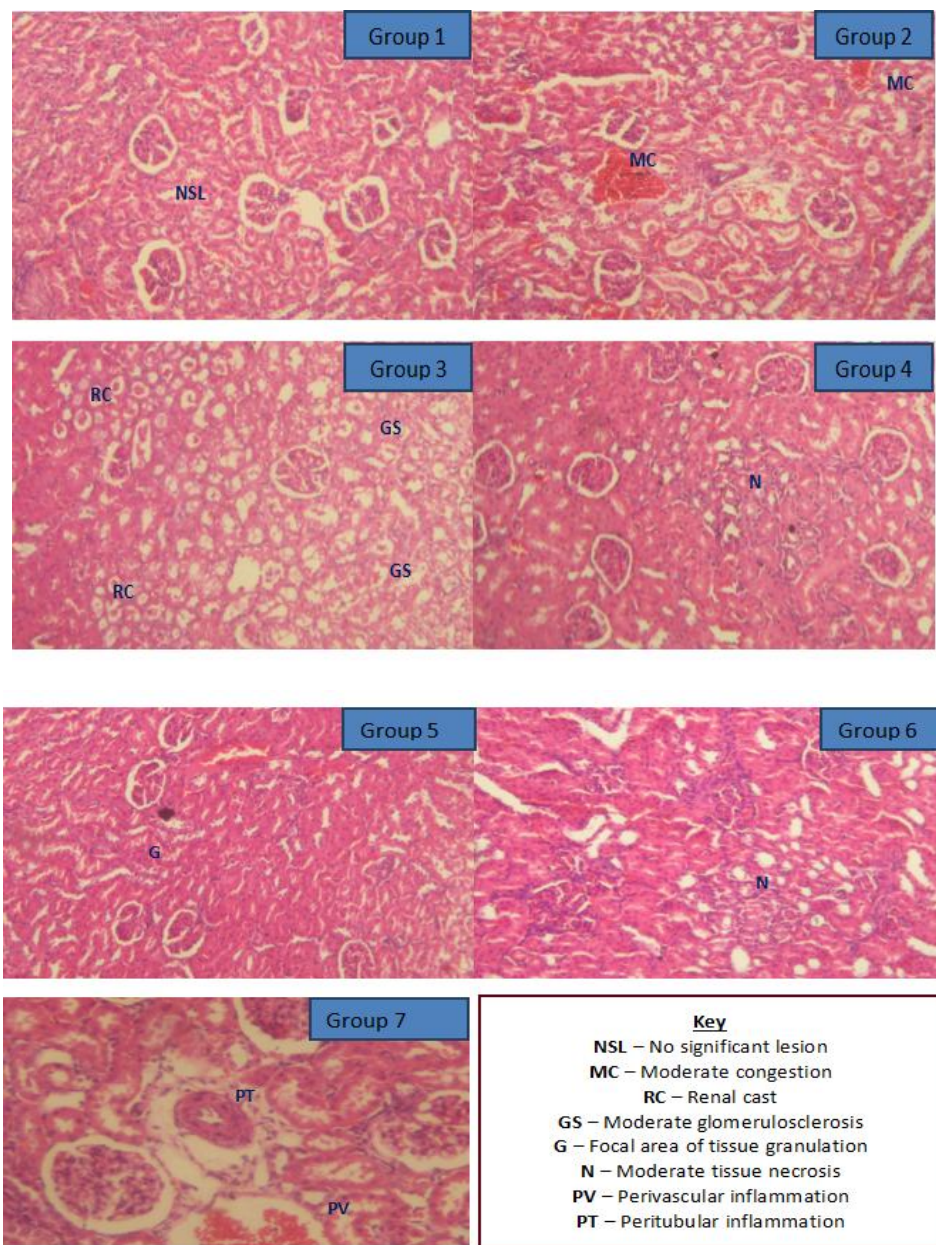 Group 1
NSL
Group 2
MC
MC
Group 3
RC
GS
RC
GS
Group 4
N
Group 5
G
Group 6
N
Group 7
PT
PV
Key
NSL – No significant lesion
MC – Moderate congestion
RC – Renal cast
GS – Moderate glomerulosclerosis
G – Focal area of tissue granulation
N – Moderate tissue necrosis
PV – Perivascular inflammation
PT – Peritubular inflammation